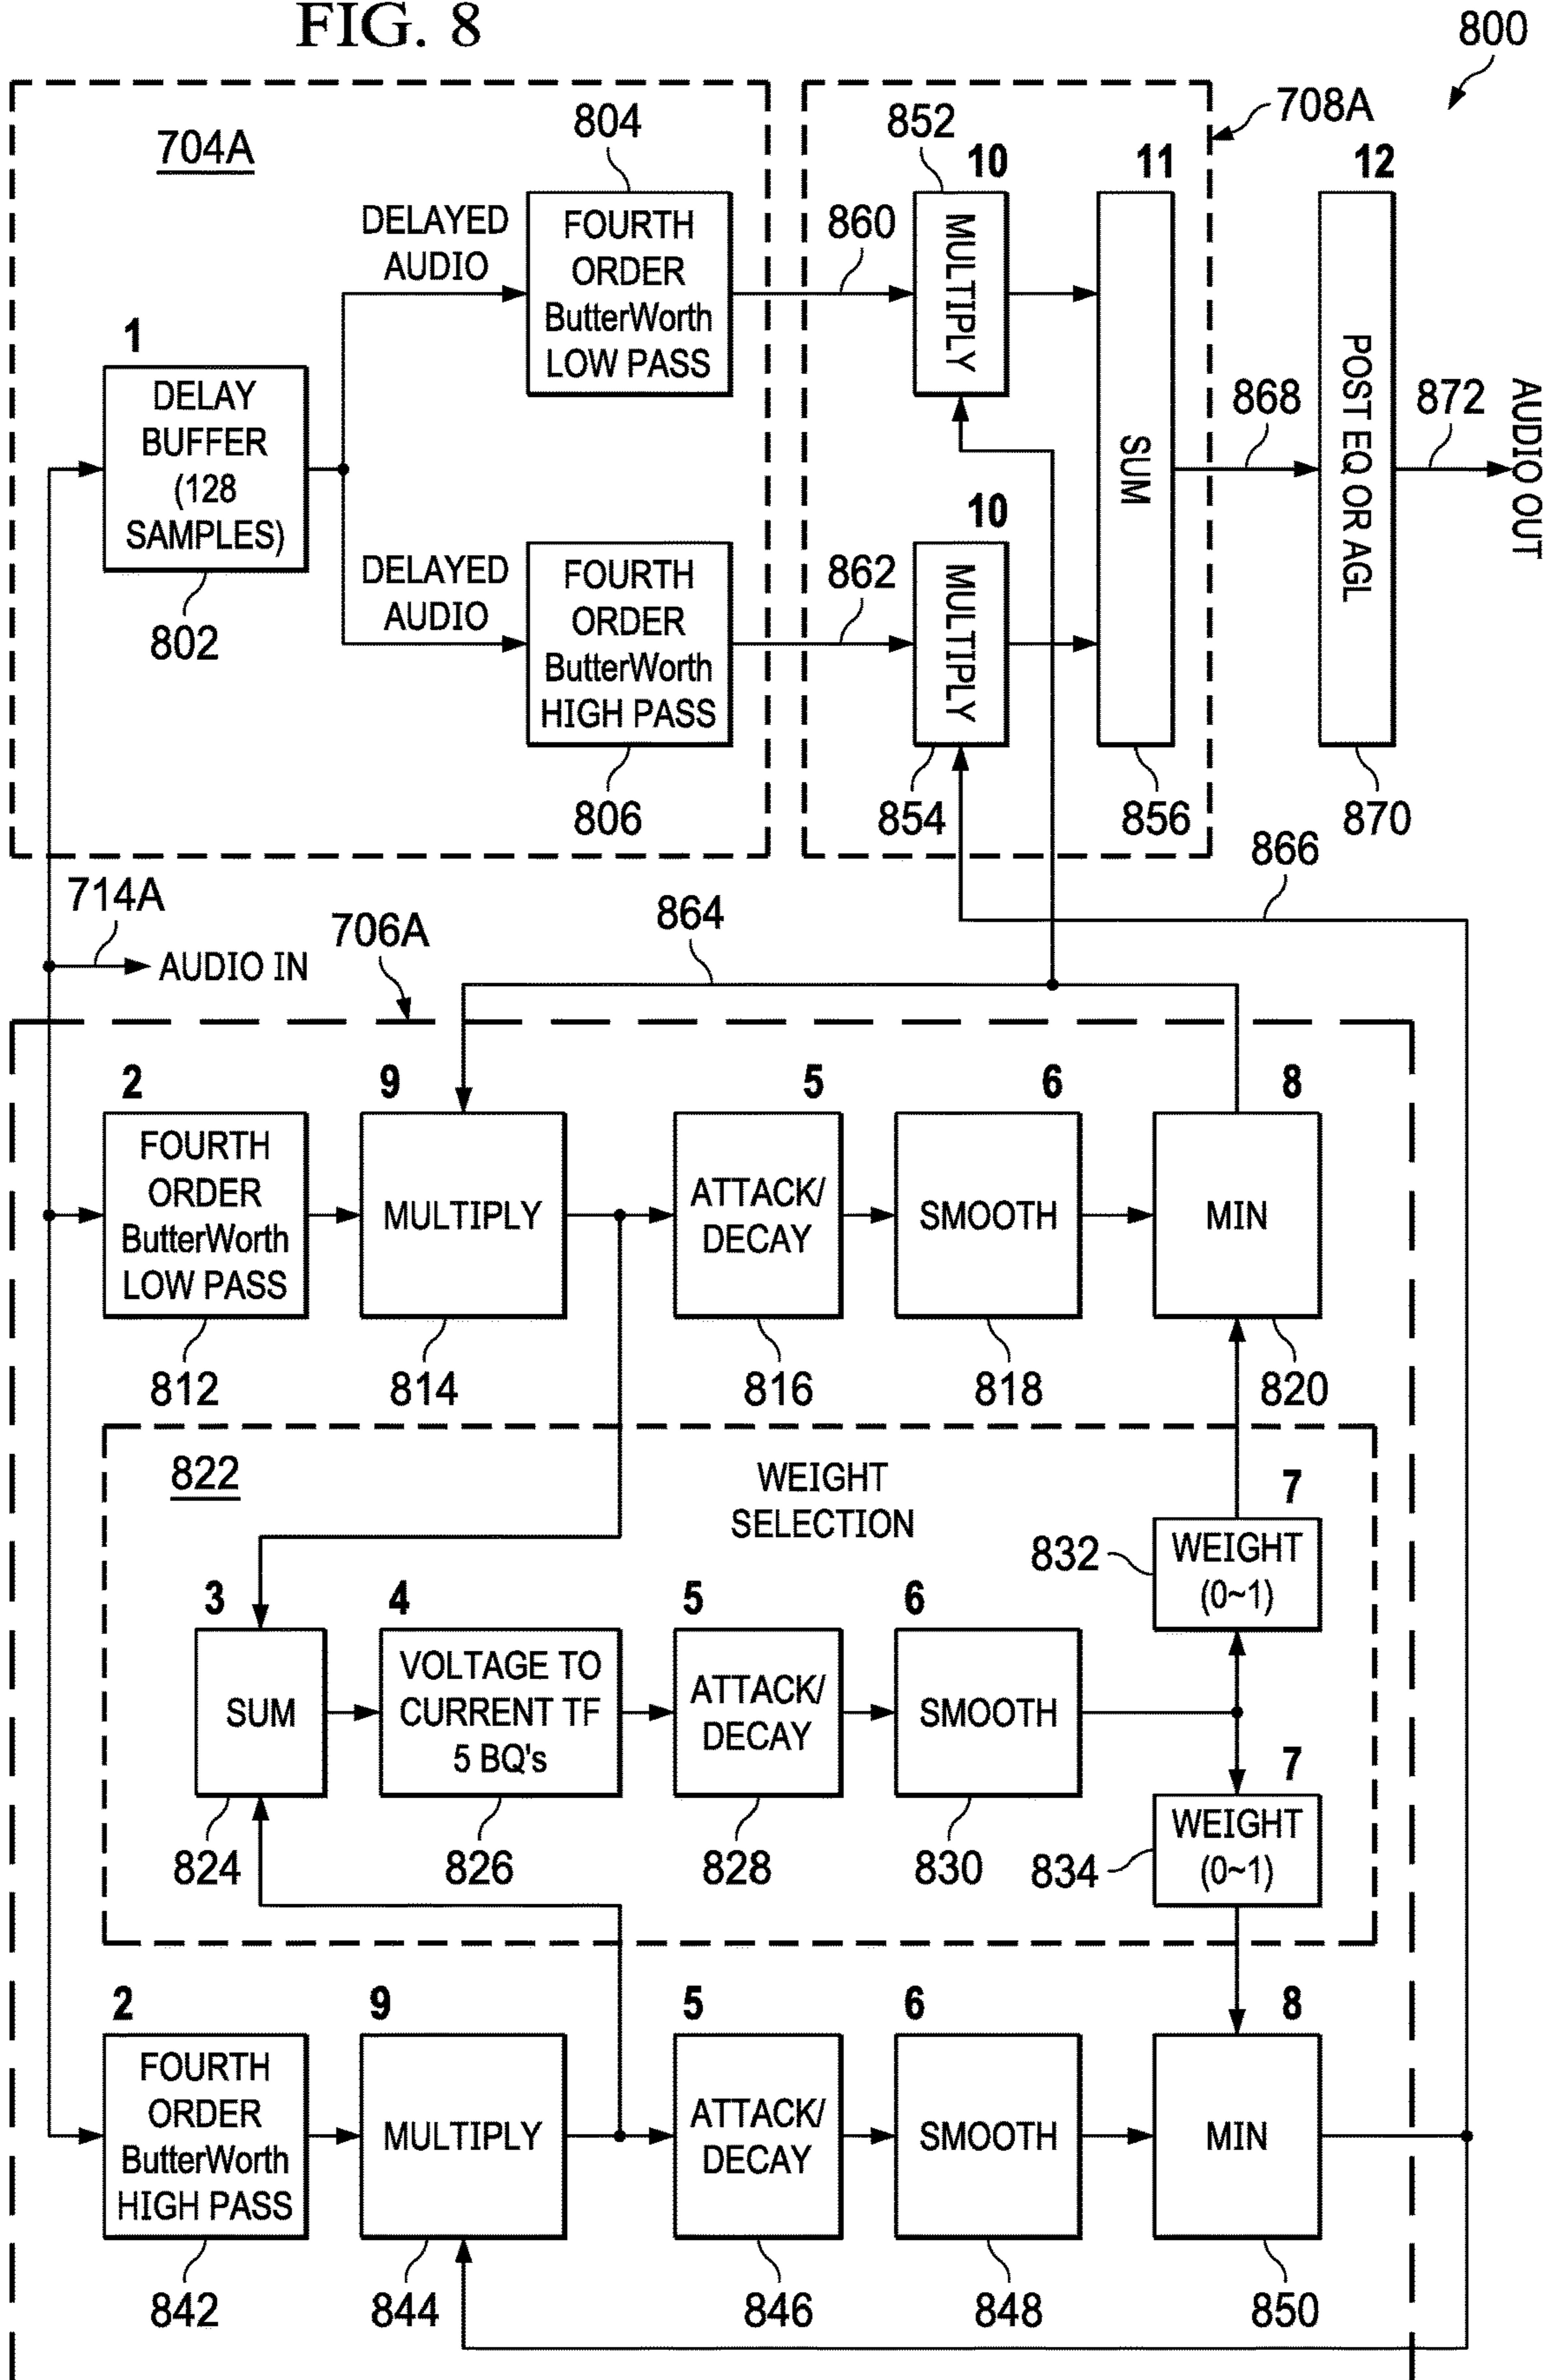 FIG. 8
800
704A
804
852
708A
10
11
12
DELAYED
AUDIO
FOURTH
ORDER
ButterWorth
LOW PASS
860
MULTIPLY
1
DELAY
BUFFER
(128
SAMPLES)
802
SUM
868
POST EQ OR AGL
872
AUDIO OUT
10
DELAYED
AUDIO
FOURTH
ORDER
ButterWorth
HIGH PASS
862
MULTIPLY
806
854
856
870
866
714A
AUDIO IN
706A
864
2
9
5
6
8
FOURTH
ORDER
ButterWorth
LOW PASS
MULTIPLY
ATTACK/
DECAY
SMOOTH
MIN
812
814
816
818
820
822
WEIGHT
SELECTION
7
832
WEIGHT
(0~1)
3
4
5
6
SUM
VOLTAGE TO
CURRENT TF
5 BQ's
ATTACK/
DECAY
SMOOTH
7
WEIGHT
(0~1)
824
826
828
830
834
2
9
5
6
8
FOURTH
ORDER
ButterWorth
HIGH PASS
MULTIPLY
ATTACK/
DECAY
SMOOTH
MIN
842
844
846
848
850